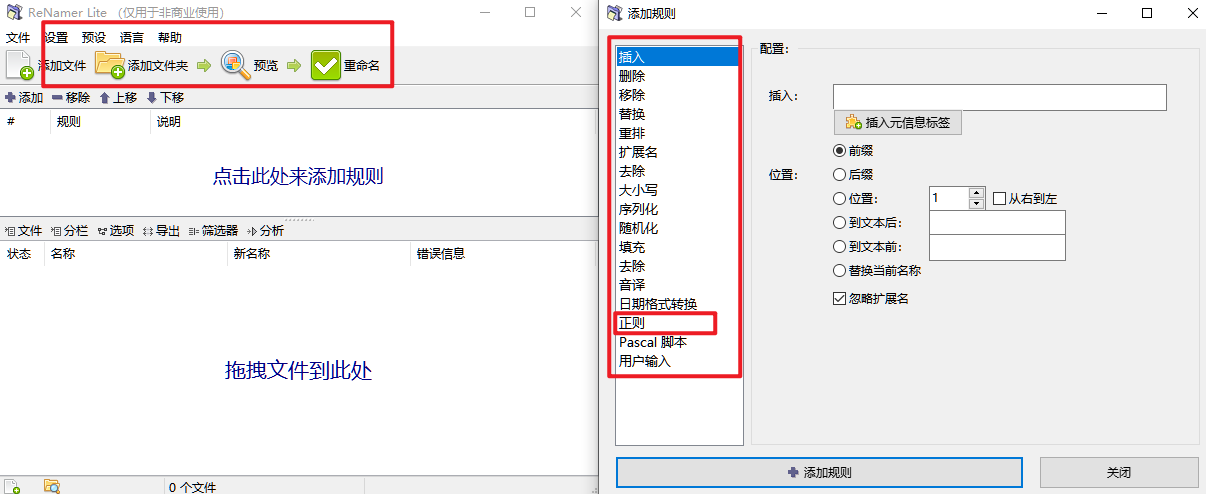 ReNamer Lite （仅用于非商业使用）
文件 设置 预设 语言 帮助
添加文件 添加文件夹 预览 重命名
添加 移除 上移 下移
# 规则 说明
点击此处来添加规则
文件 分栏 选项 导出 筛选器 分析
状态 名称 新名称 错误信息
拖拽文件到此处
0 个文件
添加规则
插入
删除
移除
替换
重排
扩展名
去除
大小写
序列化
随机化
填充
去除
音译
日期格式转换
正则
Pascal 脚本
用户输入
配置：
插入：
插入元信息标签
位置：
前缀
后缀
位置： 1 从右到左
到文本后：
到文本前：
替换当前名称
忽略扩展名
添加规则
关闭